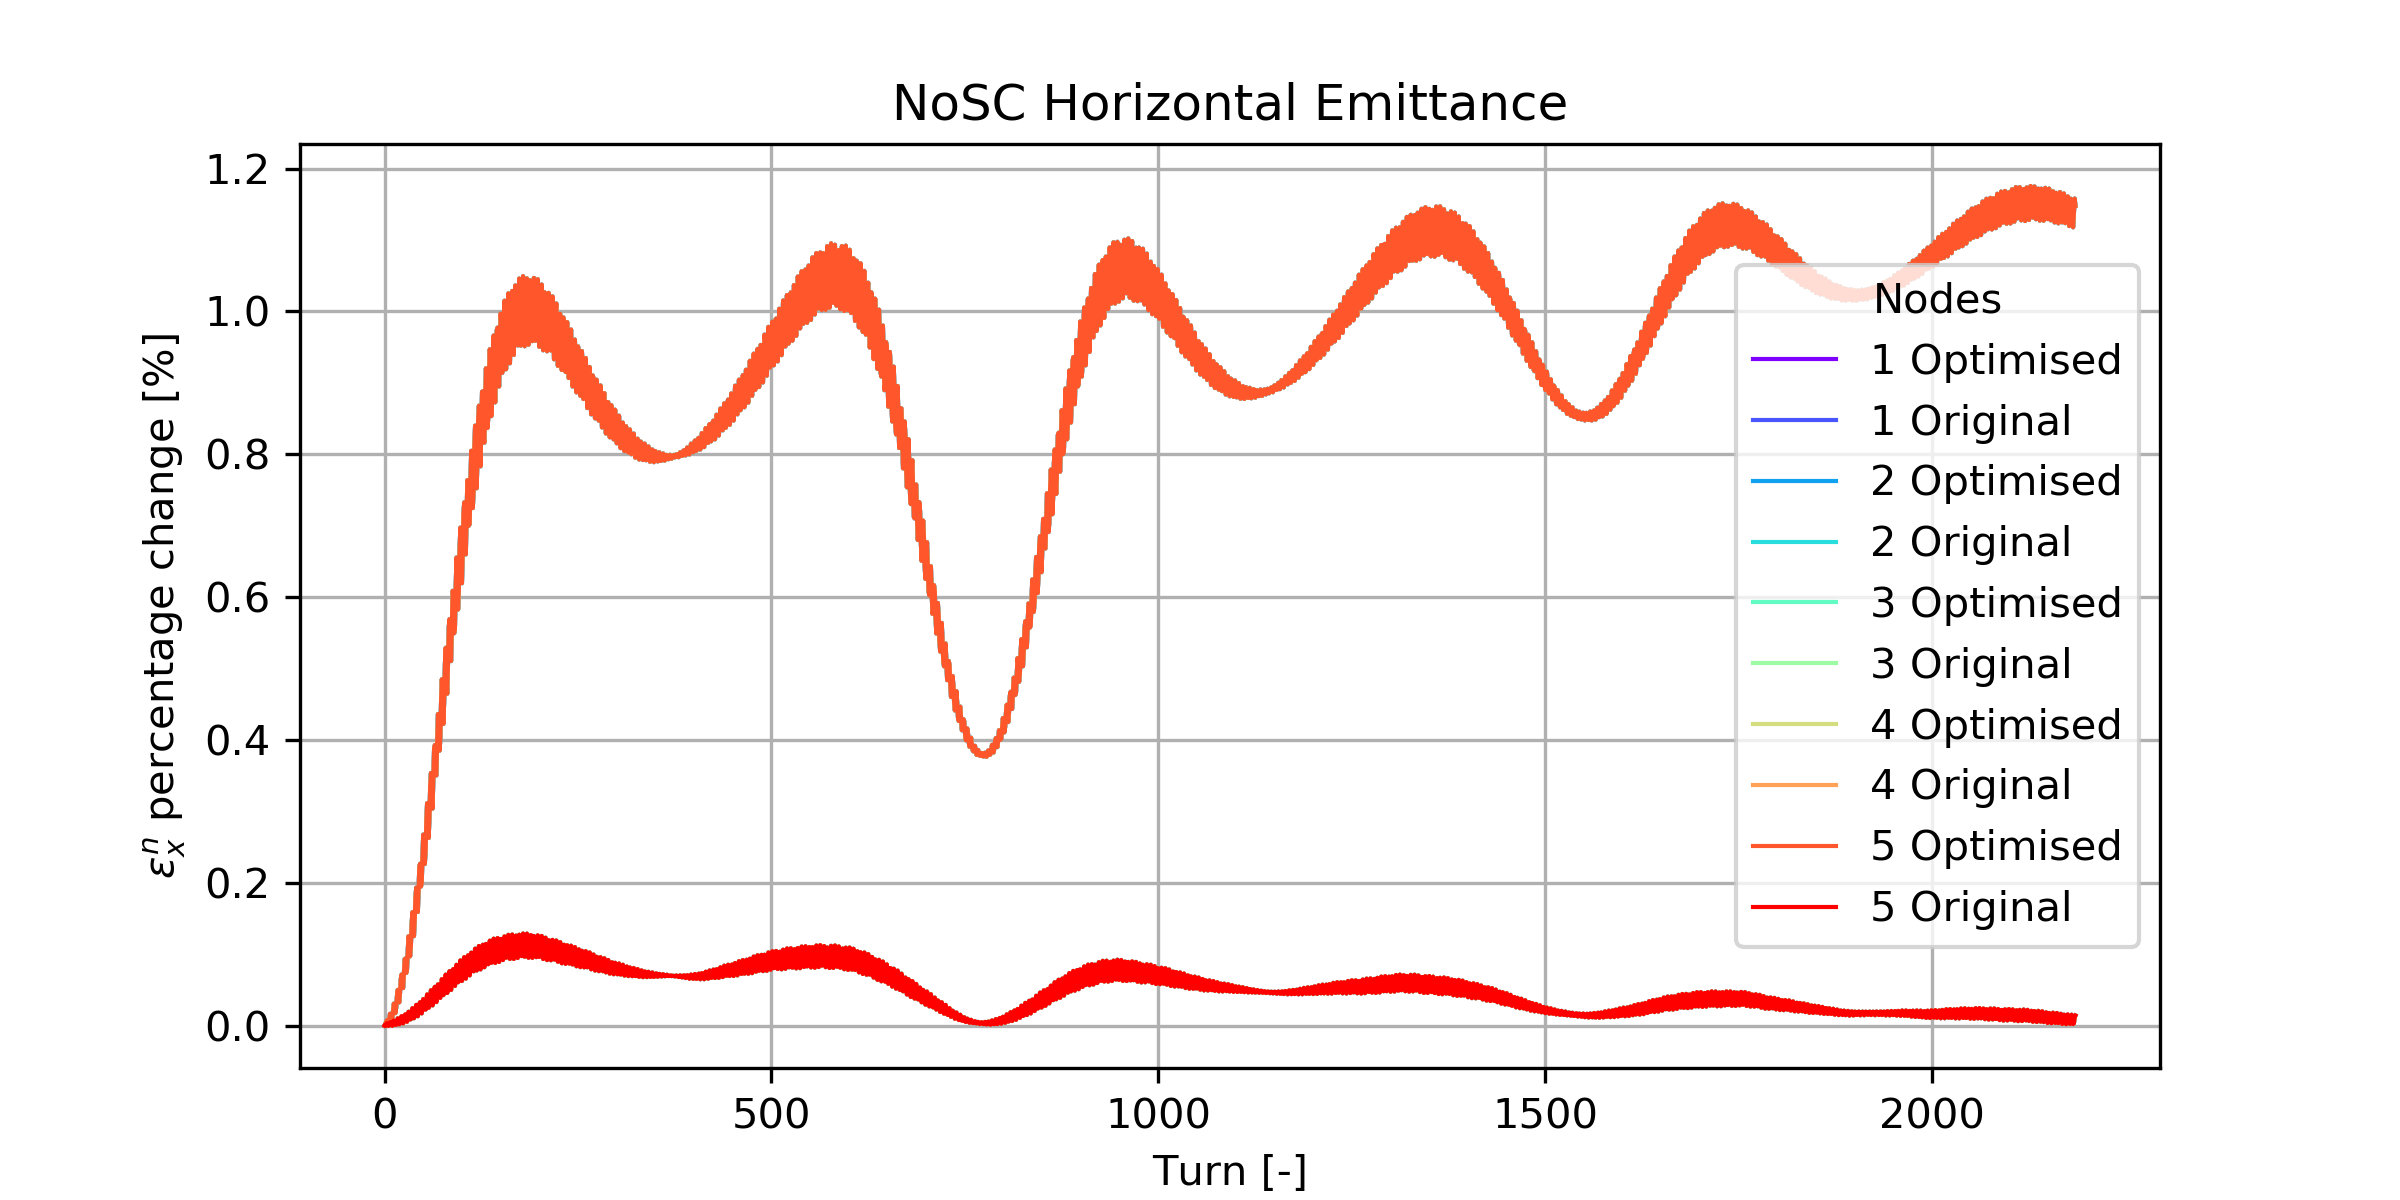 NoSC Horizontal Emittance
εₓⁿ percentage change [%]
1.2
1.0
0.8
0.6
0.4
0.2
0.0
Nodes
1 Optimised
1 Original
2 Optimised
2 Original
3 Optimised
3 Original
4 Optimised
4 Original
5 Optimised
5 Original
0 500 1000 1500 2000
Turn [-]